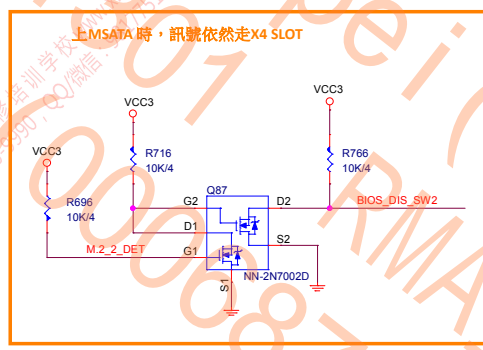 上MSATA 時，訊號依然走X4 SLOT
VCC3
VCC3
VCC3
R716
10K/4
R766
10K/4
R696
10K/4
Q87
G2
D2
BIOS_DIS_SW2
D1
S2
M.2_2_DET
G1
NN-2N7002D
S1